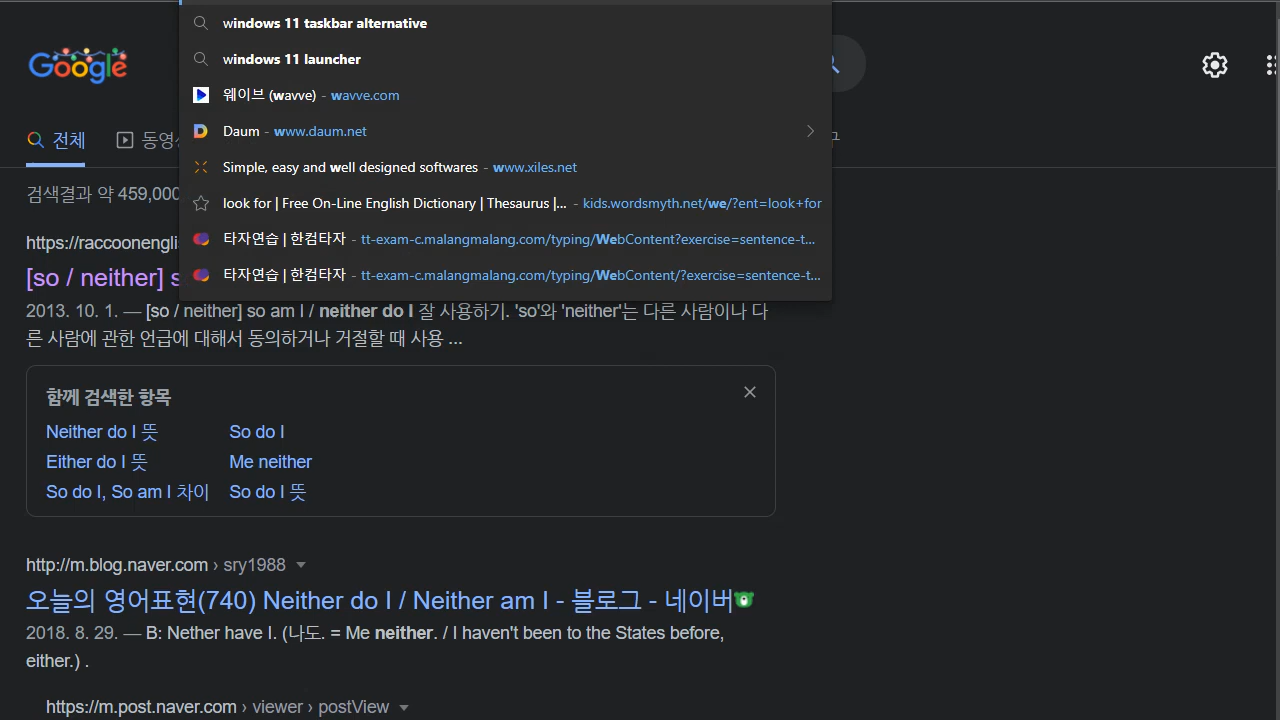 windows 11 taskbar alternative
windows 11 launcher
Google
웨이브 (wavve) - wavve.com
Daum - www.daum.net
전체
Simple, easy and well designed softwares - www.xiles.net
검색결과 약 459,000
look for | Free On-Line English Dictionary | Thesaurus |... - kids.wordsmyth.net/we/?ent=look+for
https://raccoonengli
타자연습 | 한컴타자 - tt-exam-c.malangmalang.com/typing/WebContent?exercise=sentence-t...
[so / neither] s
타자연습 | 한컴타자 - tt-exam-c.malangmalang.com/typing/WebContent/?exercise=sentence-t...
2013. 10. 1. — [so / neither] so am I / neither do I 잘 사용하기. 'so'와 'neither'는 다른 사람이나 다
른 사람에 관한 언급에 대해서 동의하거나 거절할 때 사용 ...
함께 검색한 항목
Neither do I 뜻 So do I
Either do I 뜻 Me neither
So do I, So am I 차이 So do I 뜻
http://m.blog.naver.com › sry1988
오늘의 영어표현(740) Neither do I / Neither am I - 블로그 - 네이버
2018. 8. 29. — B: Nether have I. (나도. = Me neither. / I haven't been to the States before,
either.) .
https://m.post.naver.com › viewer › postView